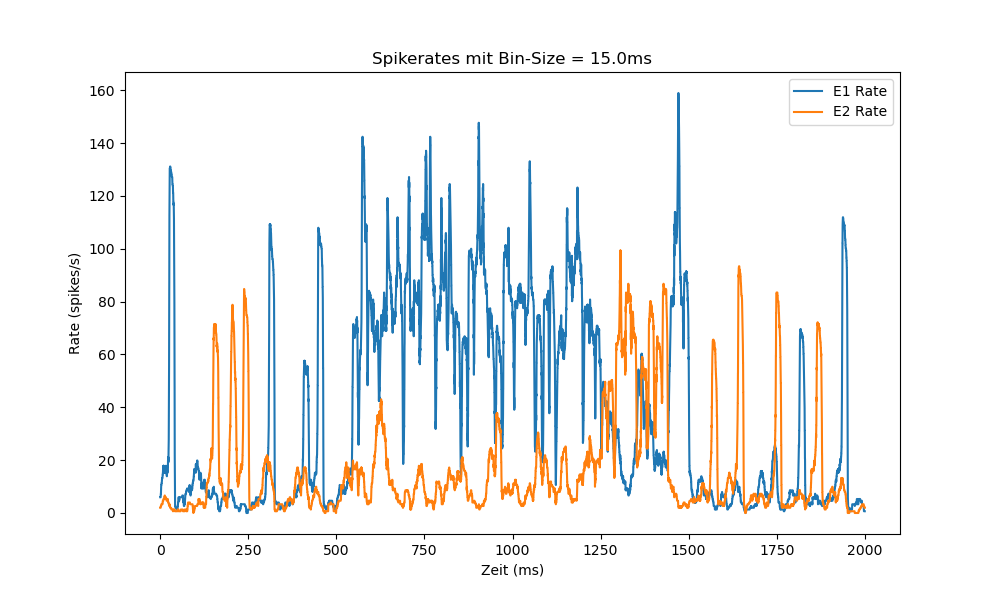 Spikerates mit Bin-Size = 15.0ms
E1 Rate
E2 Rate
Rate (spikes/s)
160
140
120
100
80
60
40
20
0
0 250 500 750 1000 1250 1500 1750 2000
Zeit (ms)